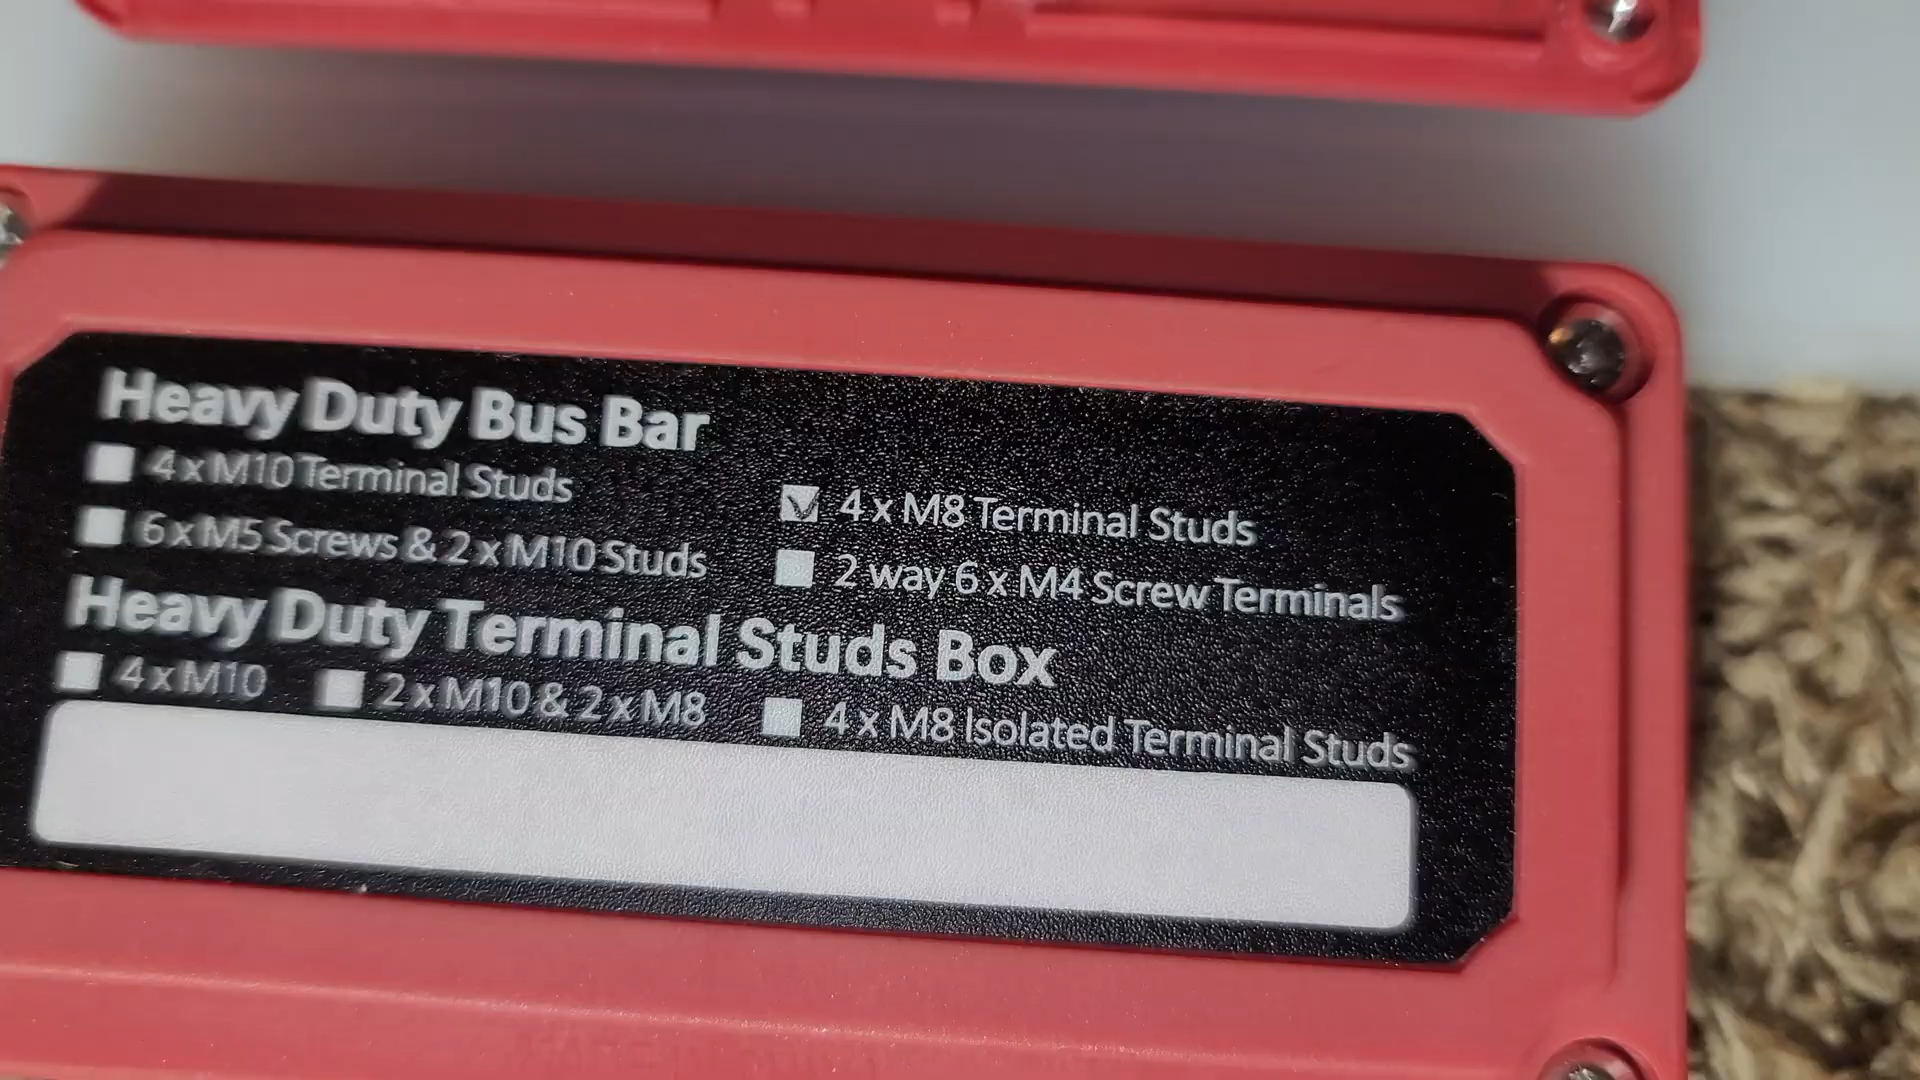 Heavy Duty Bus Bar
4 x M10 Terminal Studs
4 x M8 Terminal Studs
6 x M5 Screws & 2 x M10 Studs
2 way 6 x M4 Screw Terminals
Heavy Duty Terminal Studs Box
4 x M10 2 x M10 & 2 x M8 4 x M8 Isolated Terminal Studs